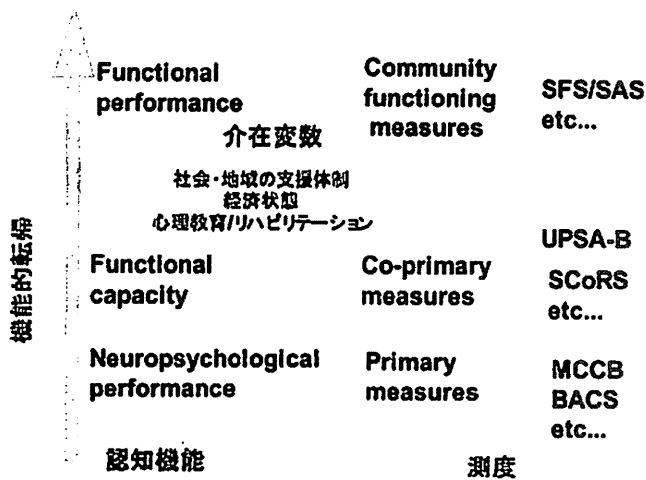 Functional
performance
Community
functioning
measures
SFS/SAS
etc...
介在変数
社会・地域の支援体制
経済状態
心理教育/リハビリテーション
機能的転帰
Functional
capacity
Co-primary
measures
UPSA-B
SCoRS
etc...
Neuropsychological
performance
Primary
measures
MCCB
BACS
etc...
認知機能
測度